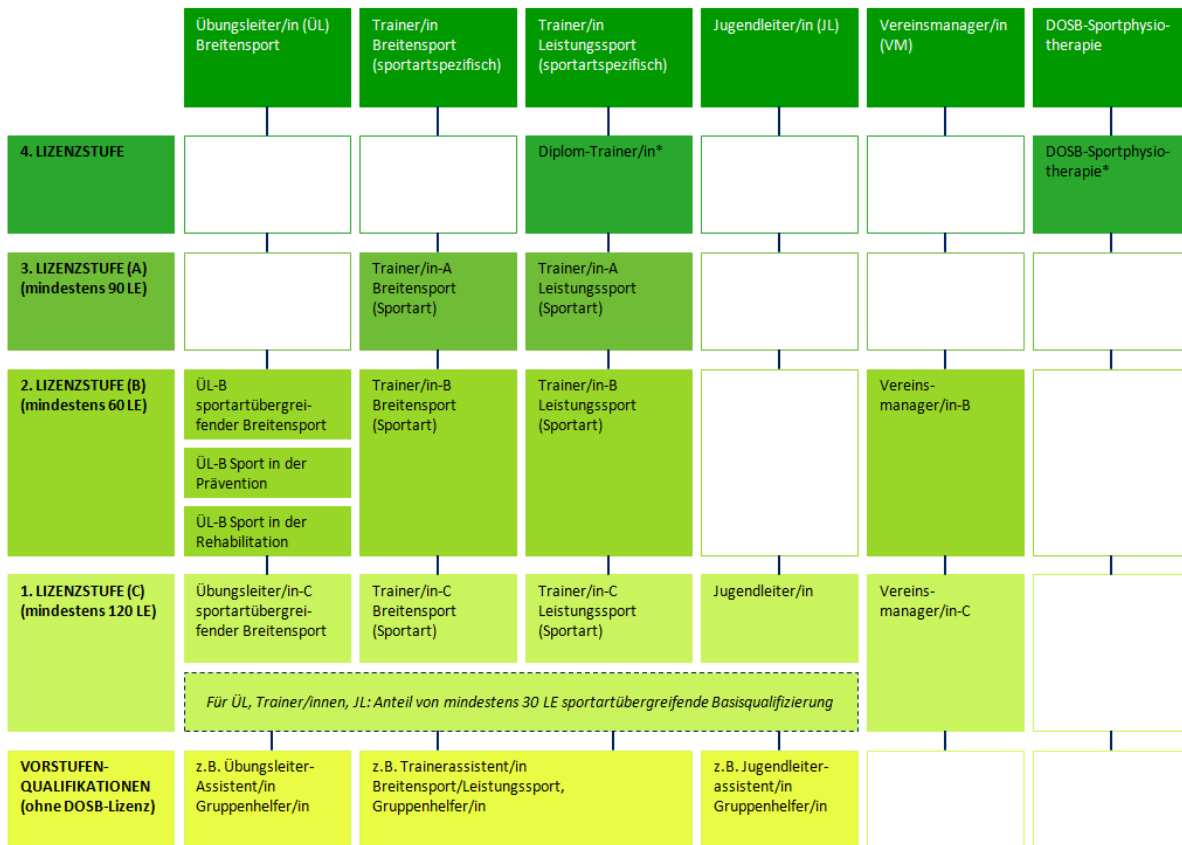 Übungsleiter/in (ÜL)
Breitensport
Trainer/in
Breitensport
(sportartspezifisch)
Trainer/in
Leistungssport
(sportartspezifisch)
Jugendleiter/in (JL)
Vereinsmanager/in
(VM)
DOSB-Sportphysio-
therapie
4. LIZENZSTUFE
Diplom-Trainer/in*
DOSB-Sportphysio-
therapie*
3. LIZENZSTUFE (A)
(mindestens 90 LE)
Trainer/in-A
Breitensport
(Sportart)
Trainer/in-A
Leistungssport
(Sportart)
2. LIZENZSTUFE (B)
(mindestens 60 LE)
ÜL-B
sportartübergrei-
fender Breitensport
ÜL-B Sport in der
Prävention
ÜL-B Sport in der
Rehabilitation
Trainer/in-B
Breitensport
(Sportart)
Trainer/in-B
Leistungssport
(Sportart)
Vereins-
manager/in-B
1. LIZENZSTUFE (C)
(mindestens 120 LE)
Übungsleiter/in-C
sportartübergrei-
fender Breitensport
Trainer/in-C
Breitensport
(Sportart)
Trainer/in-C
Leistungssport
(Sportart)
Jugendleiter/in
Vereins-
manager/in-C
Für ÜL, Trainer/innen, JL: Anteil von mindestens 30 LE sportartübergreifende Basisqualifizierung
VORSTUFEN-
QUALIFIKATIONEN
(ohne DOSB-Lizenz)
z.B. Übungsleiter-
Assistent/in
Gruppenhelfer/in
z.B. Trainerassistent/in
Breitensport/Leistungssport,
Gruppenhelfer/in
z.B. Jugendleiter-
assistent/in
Gruppenhelfer/in